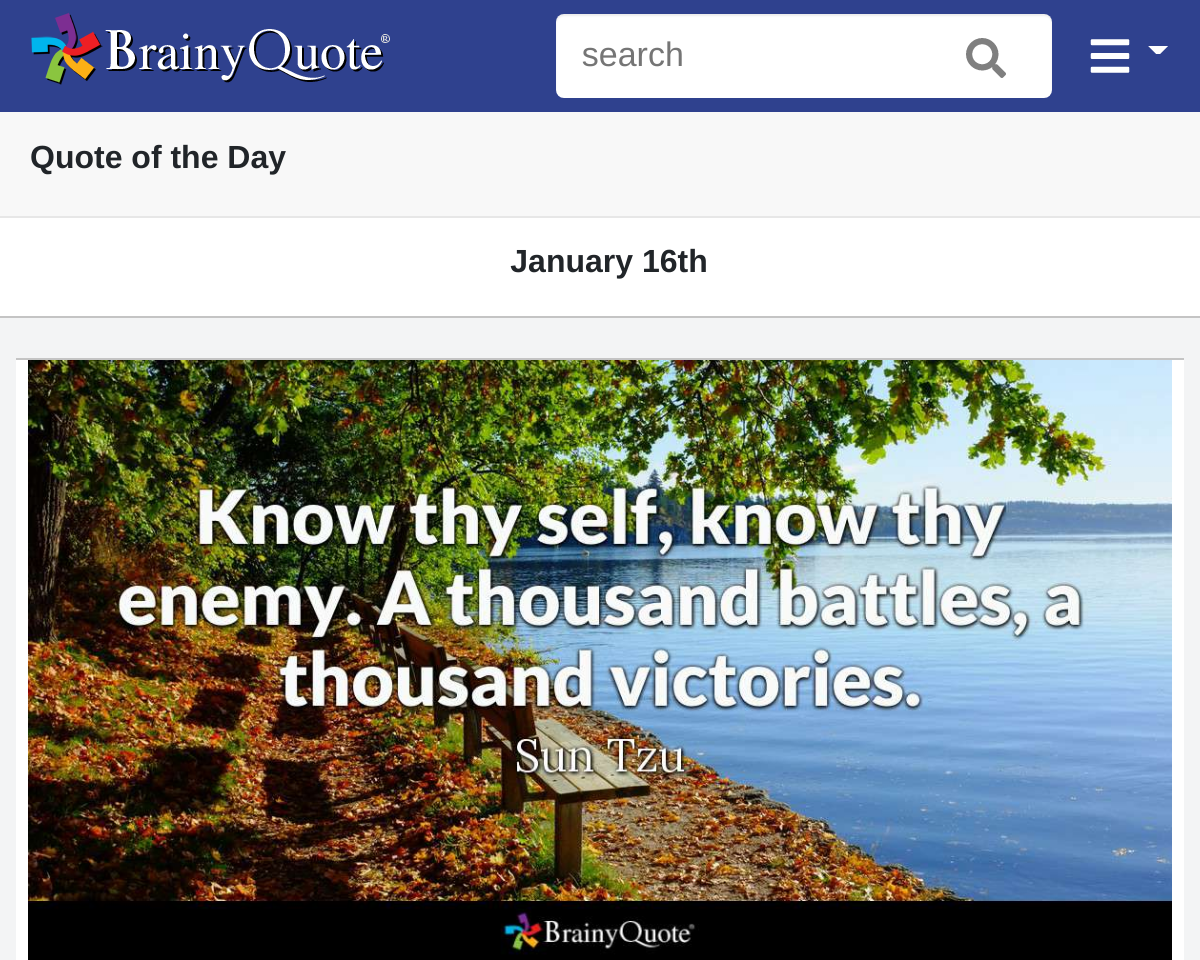 BrainyQuote®
search
Quote of the Day
January 16th
Know thy self, know thy
enemy. A thousand battles, a
thousand victories.
Sun Tzu
BrainyQuote®